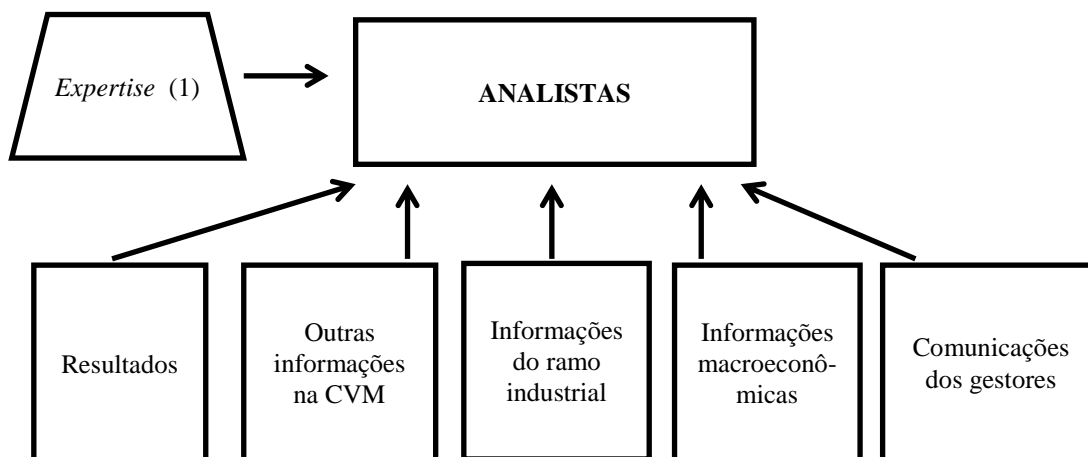 Expertise (1)
ANALISTAS
Resultados
Outras
informações
na CVM
Informações
do ramo
industrial
Informações
macroeconô-
micas
Comunicações
dos gestores